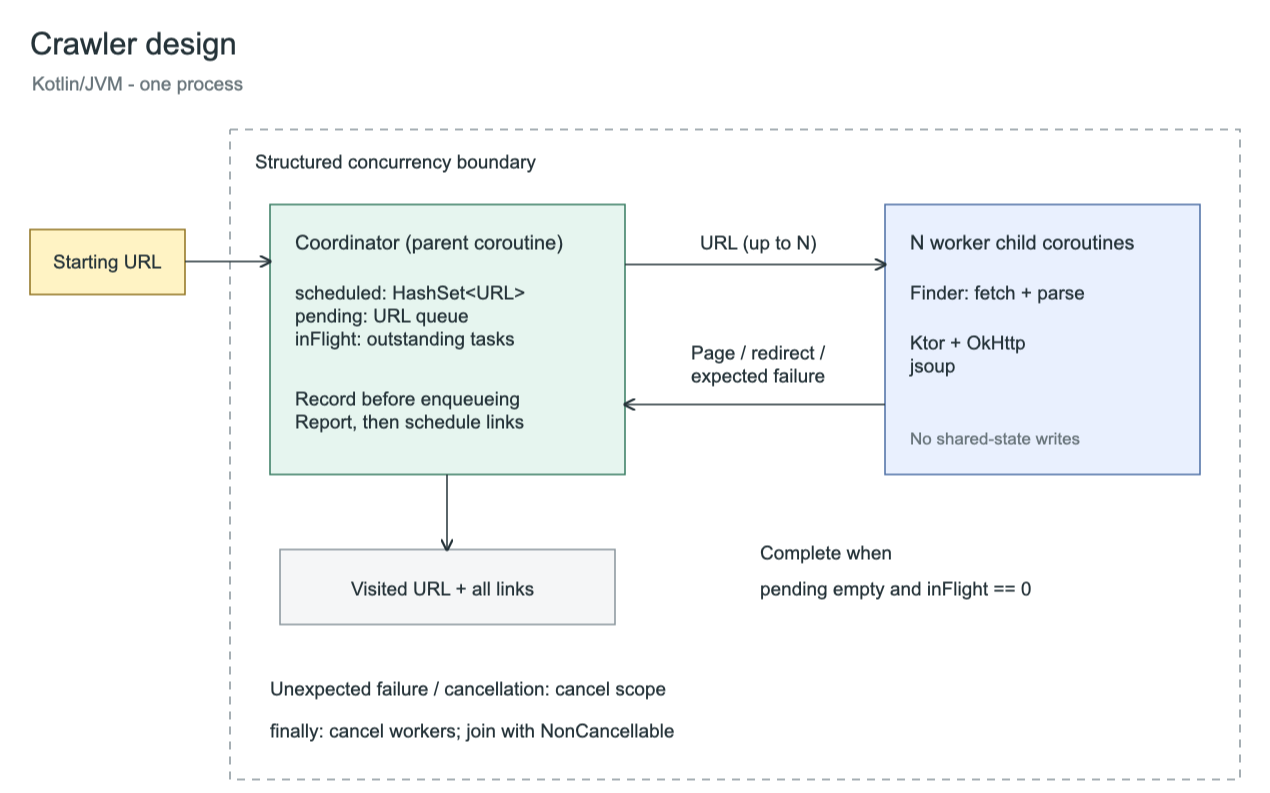 Crawler design
Kotlin/JVM - one process
Structured concurrency boundary
Starting URL
Coordinator (parent coroutine)
scheduled: HashSet<URL>
pending: URL queue
inFlight: outstanding tasks
Record before enqueueing
Report, then schedule links
URL (up to N)
Page / redirect /
expected failure
N worker child coroutines
Finder: fetch + parse
Ktor + OkHttp
jsoup
No shared-state writes
Visited URL + all links
Complete when
pending empty and inFlight == 0
Unexpected failure / cancellation: cancel scope
finally: cancel workers; join with NonCancellable